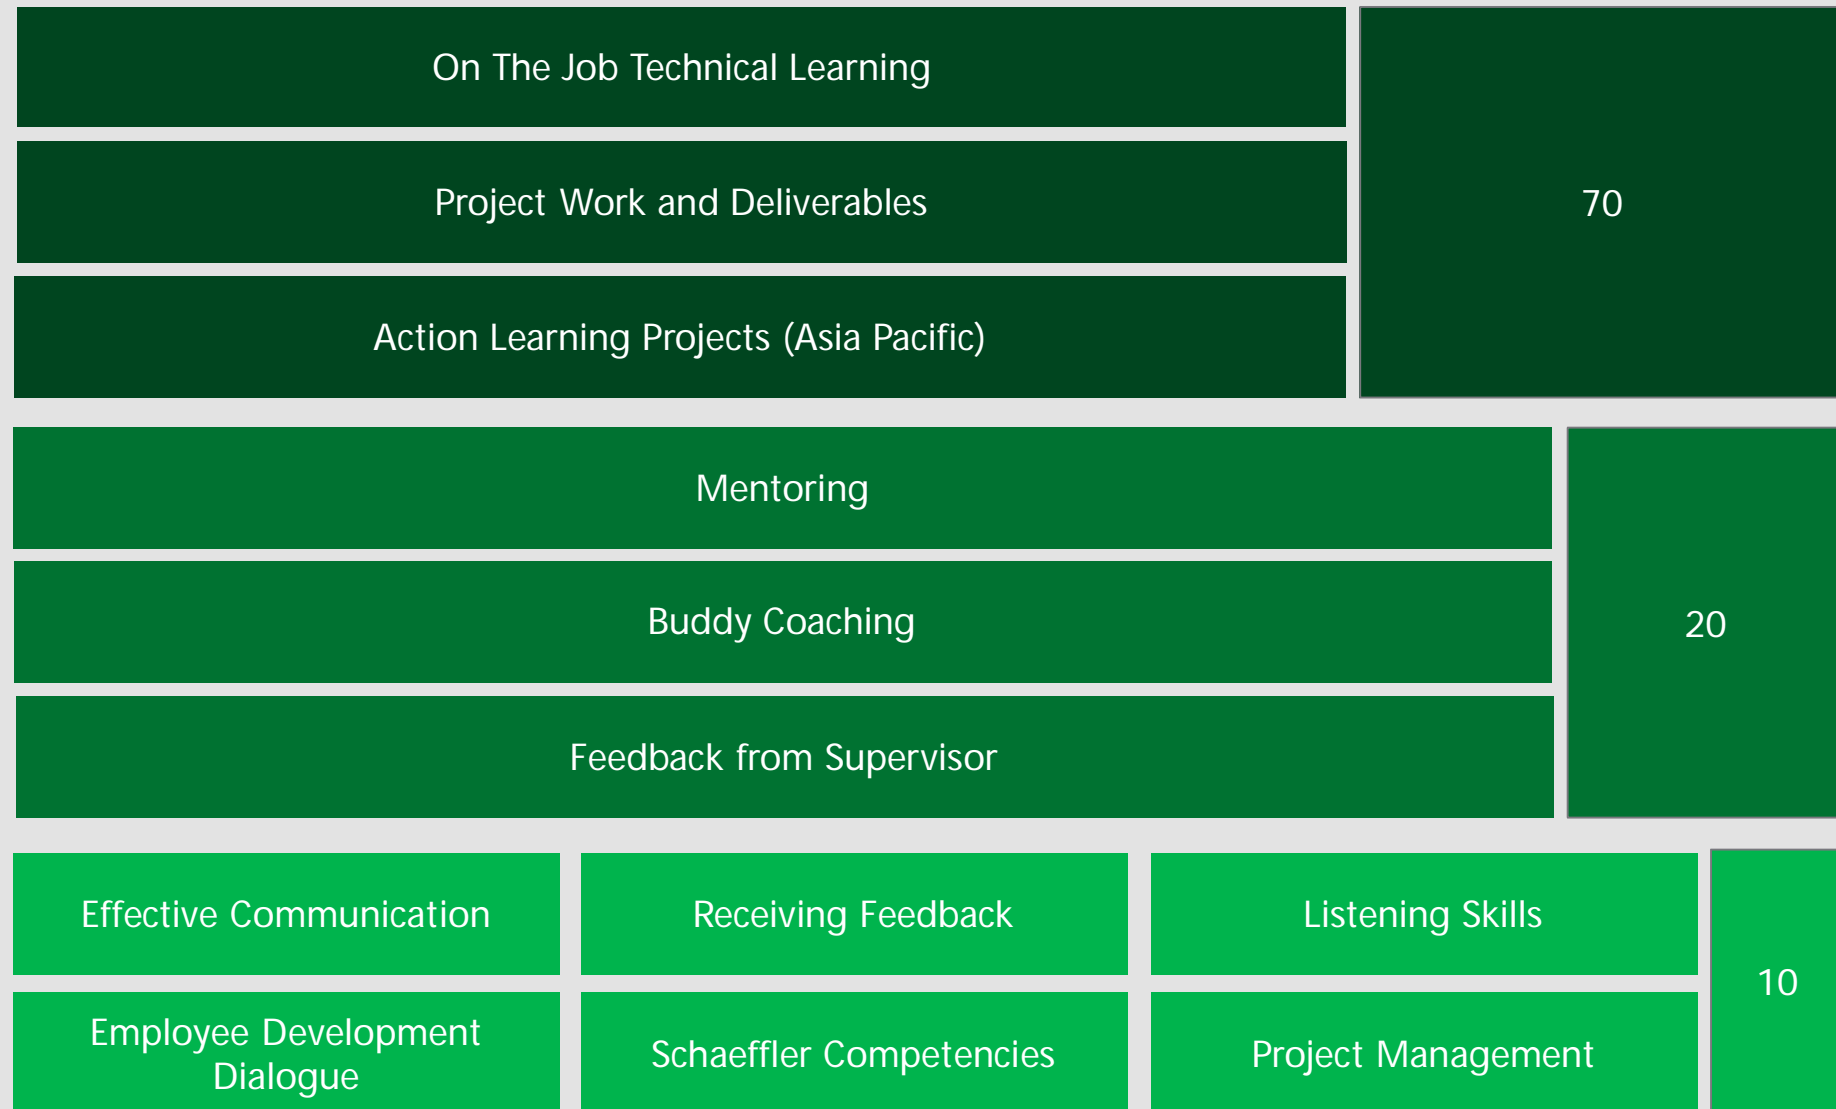 On The Job Technical Learning
Project Work and Deliverables
Action Learning Projects (Asia Pacific)
70
Mentoring
Buddy Coaching
Feedback from Supervisor
20
Effective Communication
Receiving Feedback
Listening Skills
Employee Development
Dialogue
Schaeffler Competencies
Project Management
10